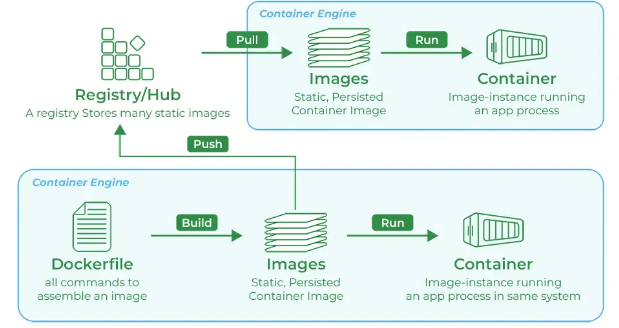 Container Engine
Pull
Run
Registry/Hub
A registry Stores many static images
Images
Static, Persisted
Container Image
Container
Image-instance running
an app process
Push
Container Engine
Build
Run
Dockerfile
all commands to
assemble an image
Images
Static, Persisted
Container Image
Container
Image-instance running
an app process in same system